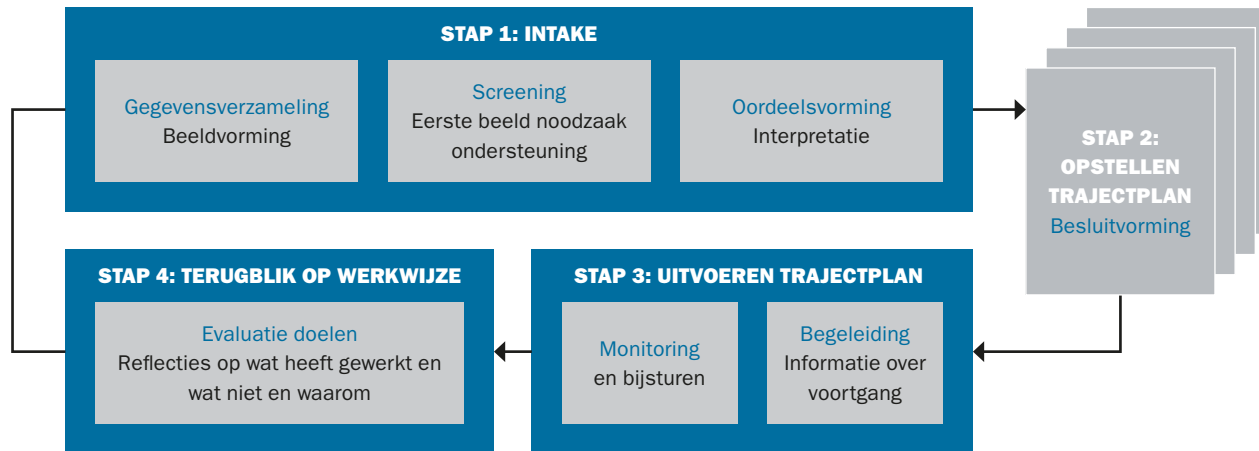 STAP 1: INTAKE
Gegevensverzameling
Beeldvorming
Screening
Eerste beeld noodzaak
ondersteuning
Oordeelsvorming
Interpretatie
STAP 2:
OPSTELLEN
TRAJECTPLAN
Besluitvorming
STAP 3: UITVOEREN TRAJECTPLAN
Monitoring
en bijsturen
Begeleiding
Informatie over
voortgang
STAP 4: TERUGBLIK OP WERKWIJZE
Evaluatie doelen
Reflecties op wat heeft gewerkt en
wat niet en waarom